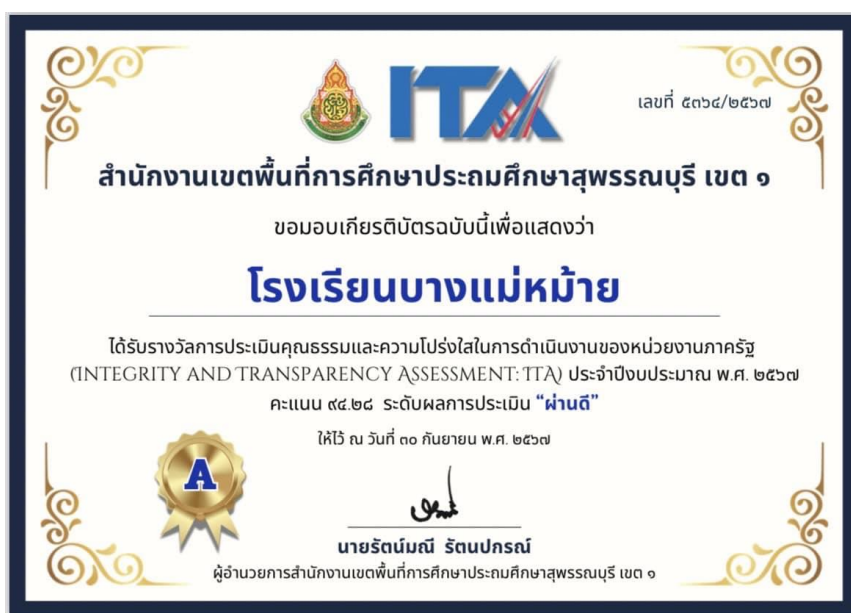 ITA
เลขที่ ๕๓๖๔/๒๕๖๗
สำนักงานเขตพื้นที่การศึกษาประถมศึกษาสุพรรณบุรี เขต ๑
ขอมอบเกียรติบัตรฉบับนี้เพื่อแสดงว่า
โรงเรียนบางแม่หม้าย
ได้รับรางวัลการประเมินคุณธรรมและความโปร่งใสในการดำเนินงานของหน่วยงานภาครัฐ
(INTEGRITY AND TRANSPARENCY ASSESSMENT: ITA) ประจำปีงบประมาณ พ.ศ. ๒๕๖๗
คะแนน ๙๔.๒๘ ระดับผลการประเมิน “ผ่านดี”
ให้ไว้ ณ วันที่ ๓๐ กันยายน พ.ศ. ๒๕๖๗
A
นายรัตน์มณี รัตนปกรณ์
ผู้อำนวยการสำนักงานเขตพื้นที่การศึกษาประถมศึกษาสุพรรณบุรี เขต ๑